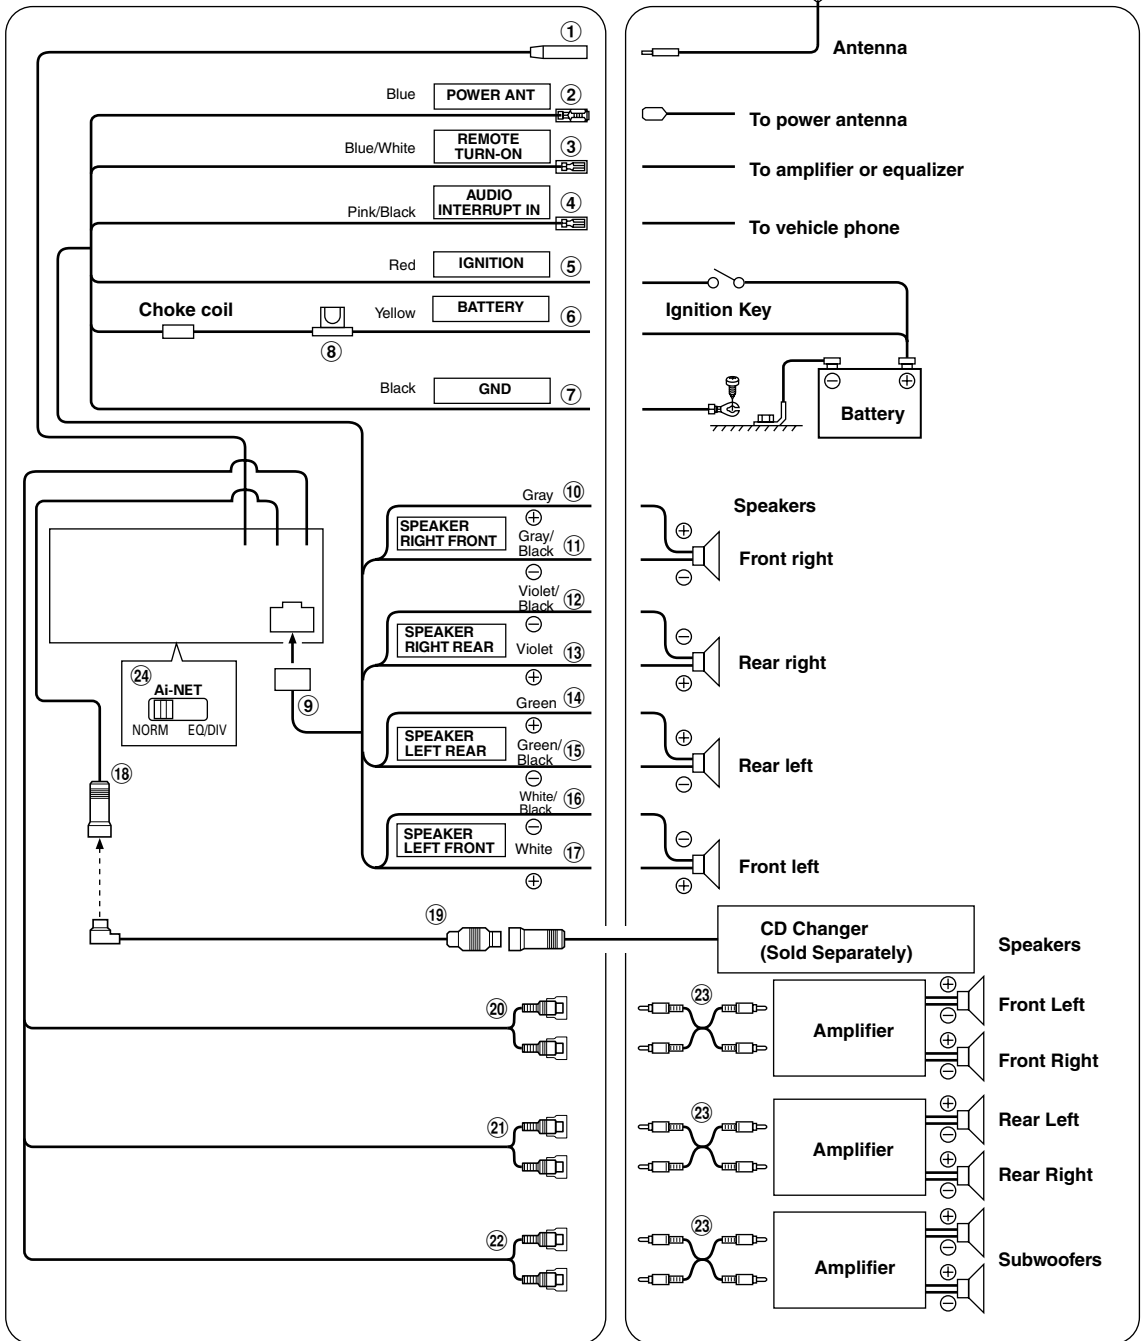 ①
Antenna
Blue
POWER ANT
②
To power antenna
Blue/White
REMOTE
TURN-ON
③
To amplifier or equalizer
Pink/Black
AUDIO
INTERRUPT IN
④
To vehicle phone
Red
IGNITION
⑤
Ignition Key
Choke coil
⑧
Yellow
BATTERY
⑥
Black
GND
⑦
⊖
⊕
Battery
Speakers
Gray
⑩
SPEAKER
RIGHT FRONT
⊕
Gray/
Black
⑪
⊖
⊕
⊖
Front right
Violet/
Black
⑫
SPEAKER
RIGHT REAR
⊖
Violet
⑬
⊕
⊖
⊕
Rear right
Green
⑭
SPEAKER
LEFT REAR
⊕
Green/
Black
⑮
⊖
⊕
⊖
Rear left
White/
Black
⑯
SPEAKER
LEFT FRONT
⊖
White
⑰
⊕
⊖
⊕
Front left
㉔
Ai-NET
NORM EQ/DIV
⑨
⑱
⑲
CD Changer
(Sold Separately)
Speakers
⑳
㉓
Amplifier
⊕
⊖
Front Left
⊕
⊖
Front Right
㉑
㉓
Amplifier
⊕
⊖
Rear Left
⊕
⊖
Rear Right
㉒
㉓
Amplifier
⊕
⊖
⊕
⊖
Subwoofers